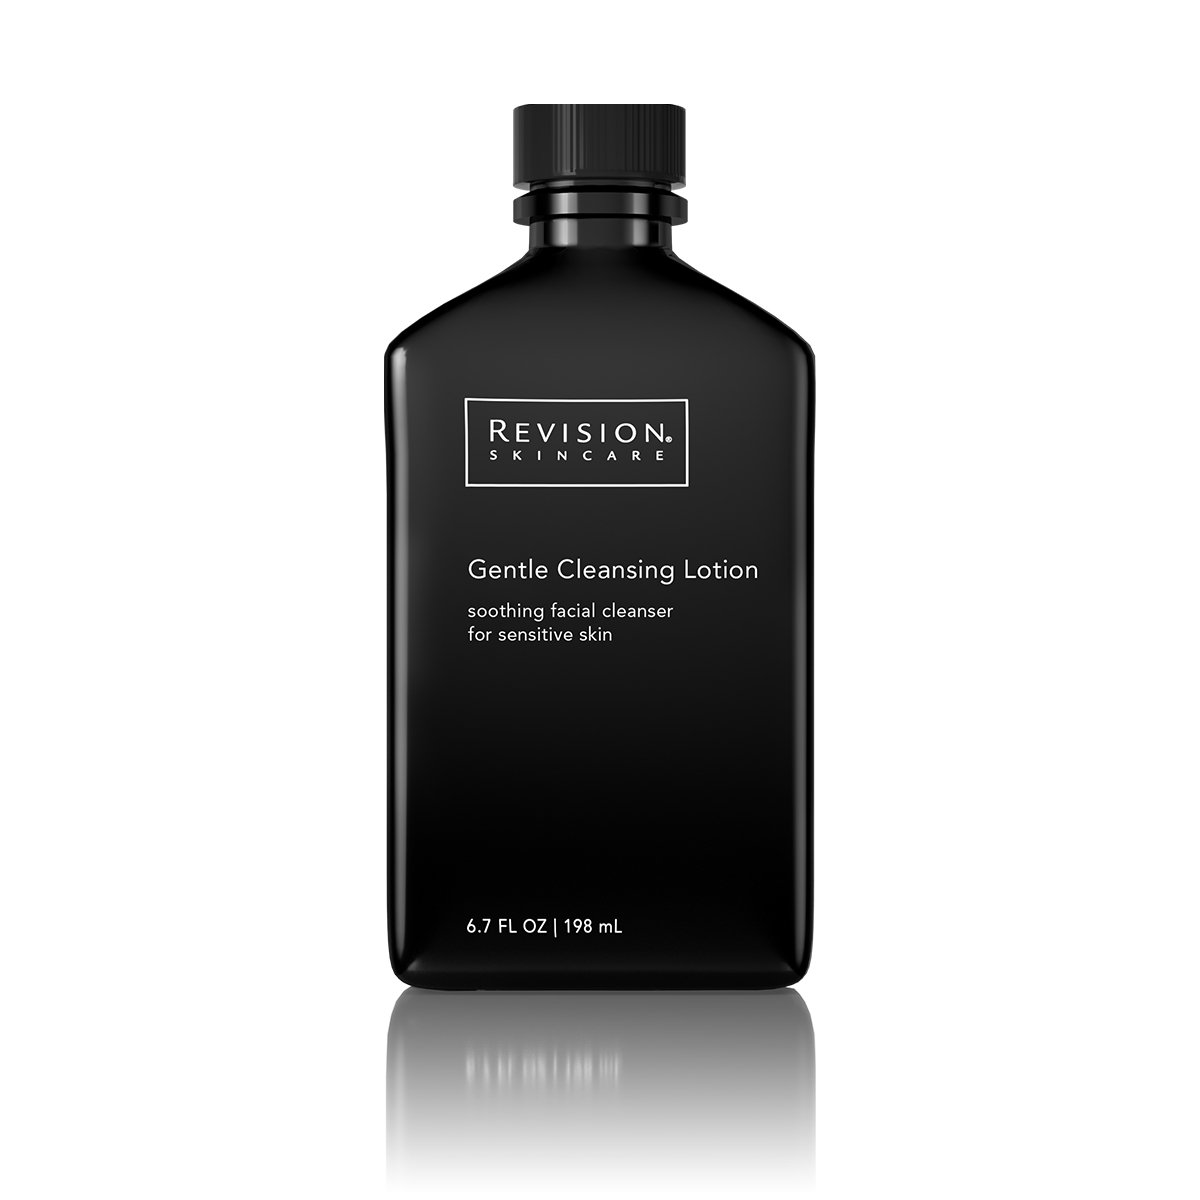 REVISION®
SKINCARE
Gentle Cleansing Lotion
soothing facial cleanser
for sensitive skin
6.7 FL OZ | 198 mL